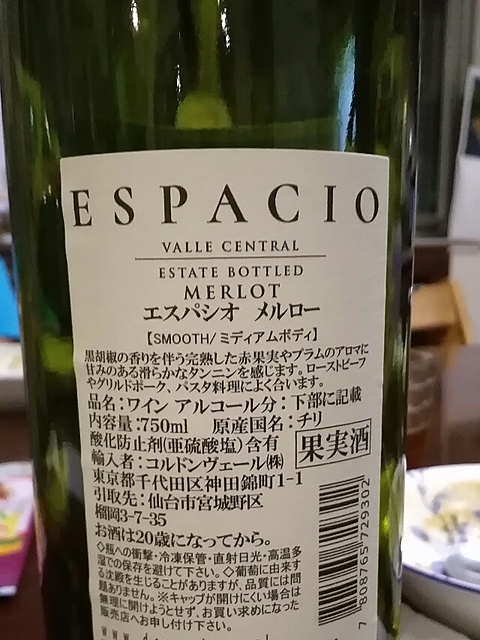 ESPACIO
VALLE CENTRAL
ESTATE BOTTLED
MERLOT
エスパシオ メルロー
【SMOOTH/ミディアムボディ】
黒胡椒の香りを伴う完熟した赤果実やプラムのアロマに
甘みのある滑らかなタンニンを感じます。ローストビーフ
やグリルドポーク、パスタ料理によく合います。
品名:ワイン アルコール分:下部に記載
内容量:750ml 原産国名:チリ
酸化防止剤(亜硫酸塩)含有
果実酒
輸入者:コルドンヴェール㈱
東京都千代田区神田錦町1-1
引取先:仙台市宮城野区
榴岡3-7-35
お酒は20歳になってから。
◇瓶への衝撃・冷凍保管・直射日光・高温多
湿での保存を避けて下さい。◇葡萄に由来す
る沈殿を生じることがありますが、品質には問
題ありません。※キャップが開けにくい場合は
無理に開けようとせず、お買い求めになった
販売店へお申し付け下さい。
7 808765 729302